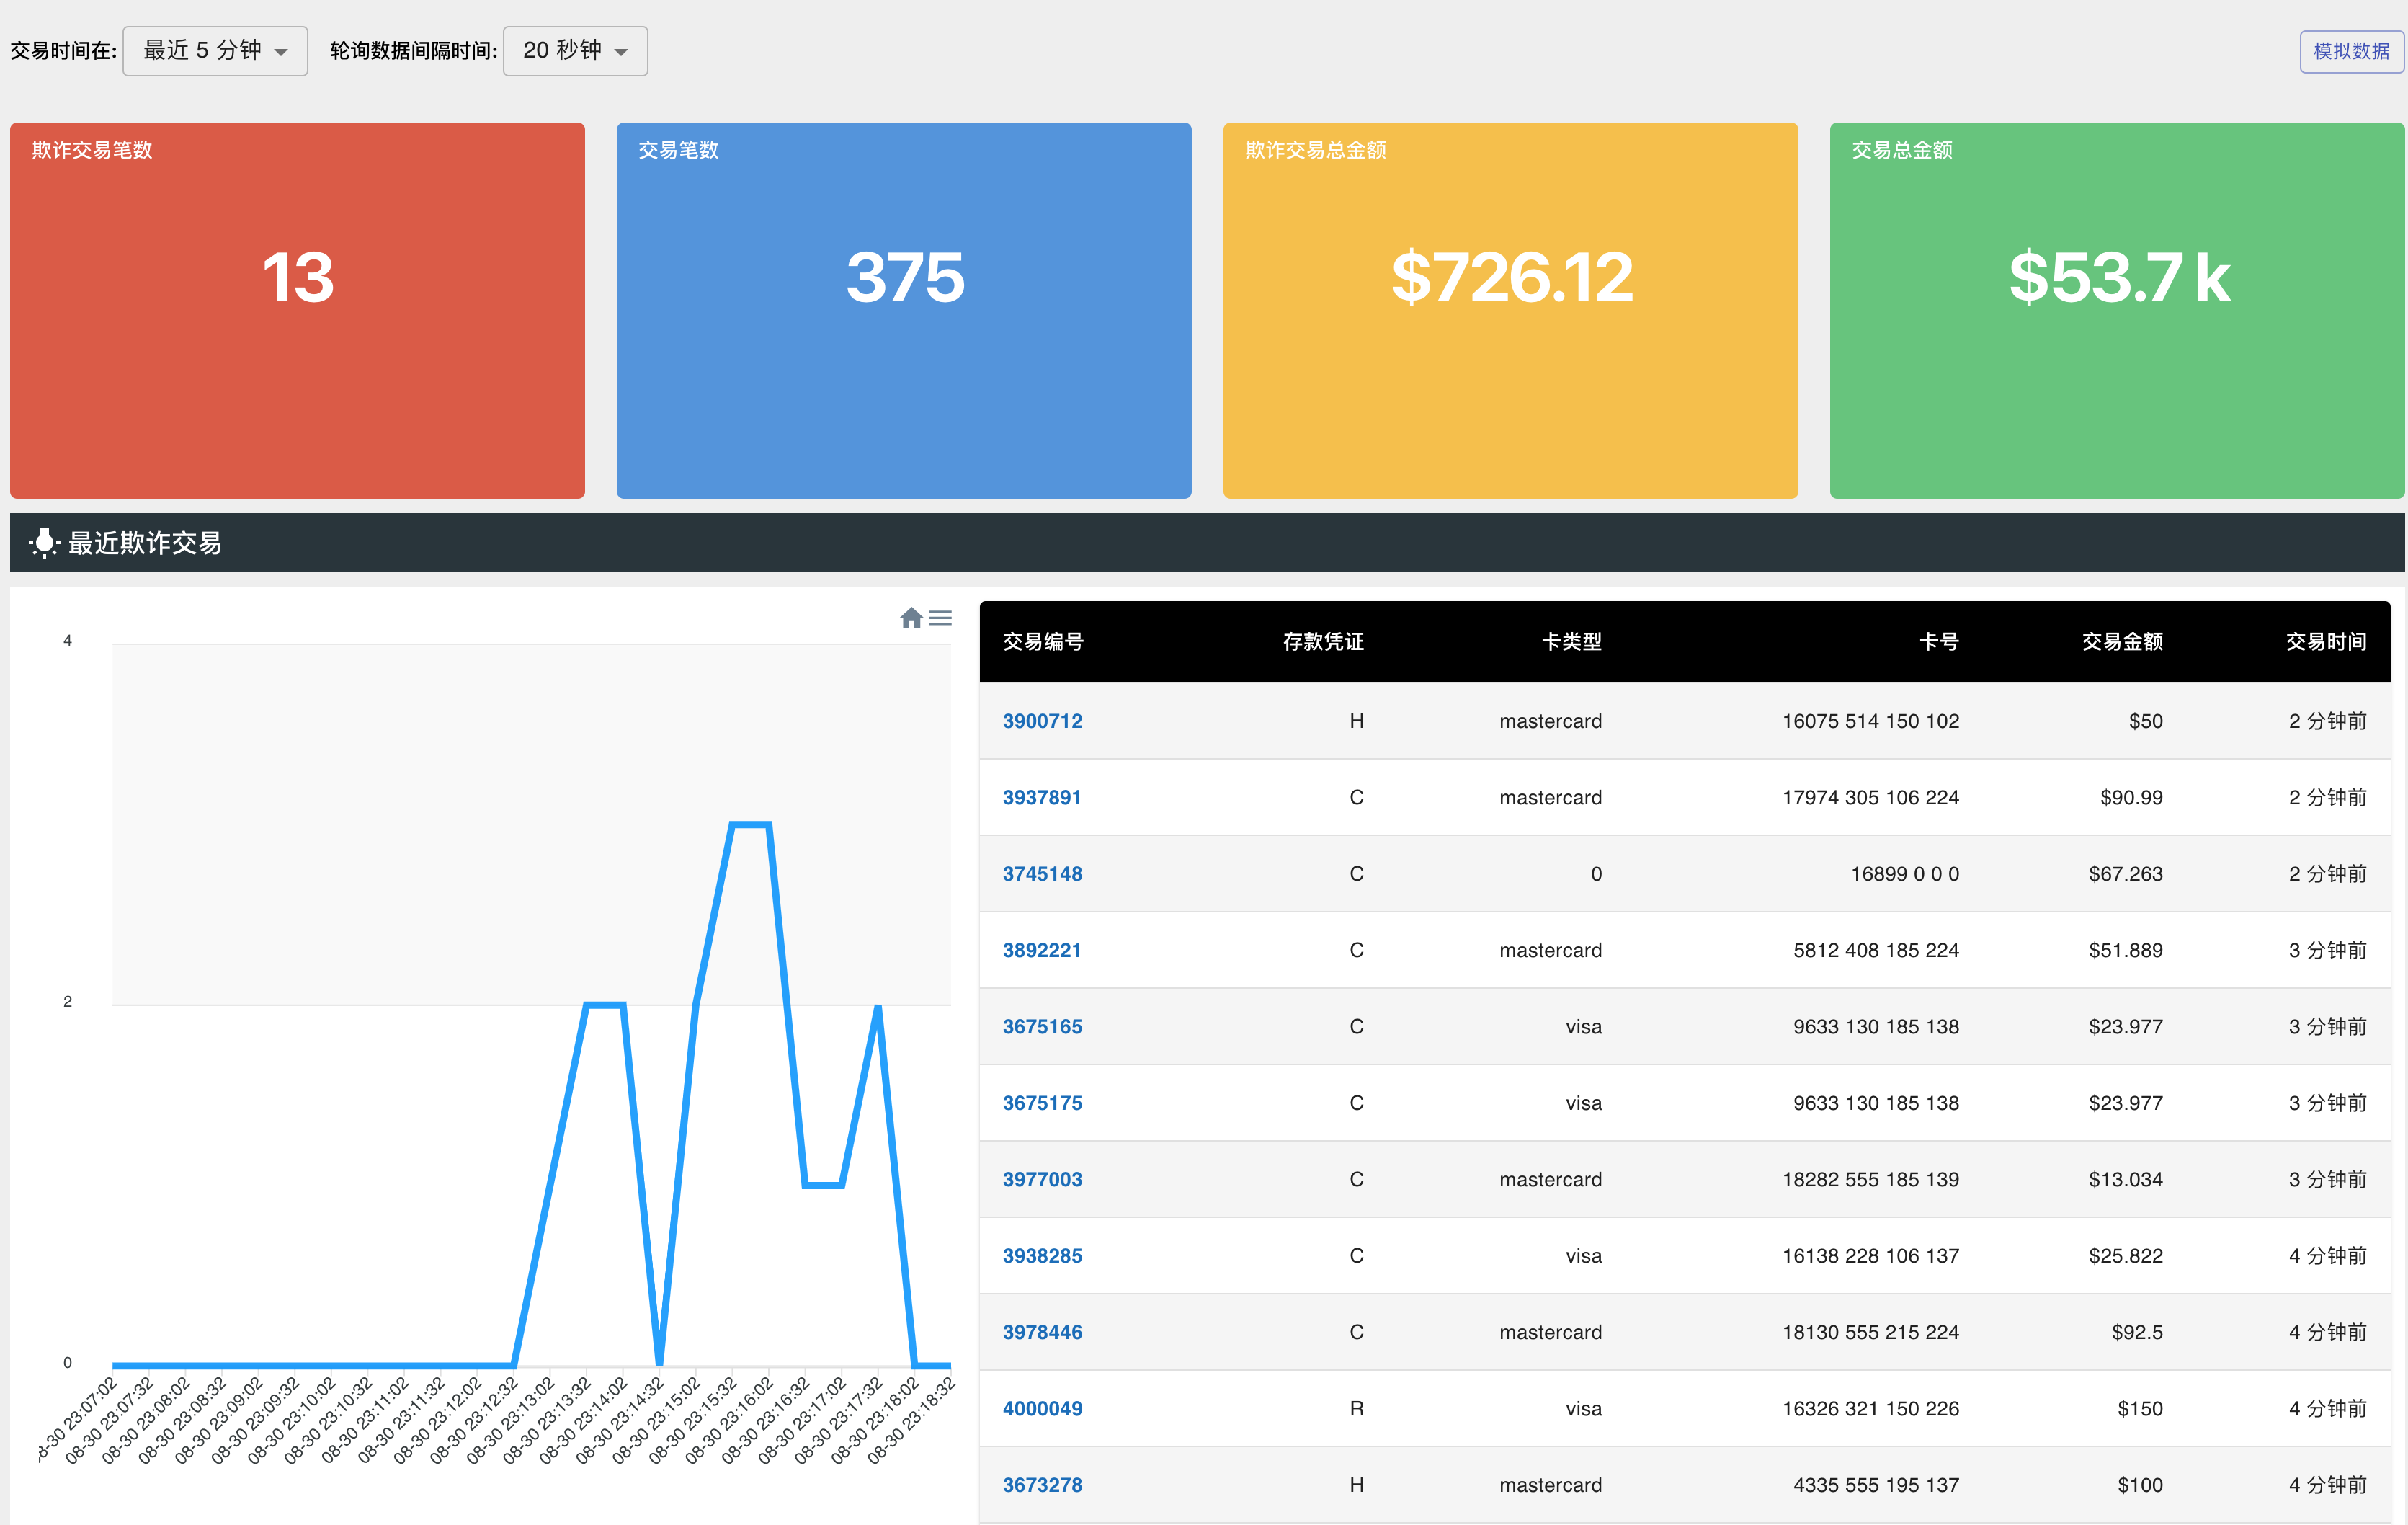 交易时间在: 最近 5 分钟 轮询数据间隔时间: 20 秒钟 模拟数据
欺诈交易笔数
13
交易笔数
375
欺诈交易总金额
$726.12
交易总金额
$53.7 k
最近欺诈交易
4
2
0
08-30 23:07:32
08-30 23:08:02
08-30 23:08:32
08-30 23:09:02
08-30 23:09:32
08-30 23:10:02
08-30 23:10:32
08-30 23:11:02
08-30 23:11:32
08-30 23:12:02
08-30 23:12:32
08-30 23:13:02
08-30 23:13:32
08-30 23:14:02
08-30 23:14:32
08-30 23:15:02
08-30 23:15:32
08-30 23:16:02
08-30 23:16:32
08-30 23:17:02
08-30 23:17:32
08-30 23:18:02
08-30 23:18:32
交易编号 存款凭证 卡类型 卡号 交易金额 交易时间
3900712 H mastercard 16075 514 150 102 $50 2 分钟前
3937891 C mastercard 17974 305 106 224 $90.99 2 分钟前
3745148 C 0 16899 0 0 0 $67.263 2 分钟前
3892221 C mastercard 5812 408 185 224 $51.889 3 分钟前
3675165 C visa 9633 130 185 138 $23.977 3 分钟前
3675175 C visa 9633 130 185 138 $23.977 3 分钟前
3977003 C mastercard 18282 555 185 139 $13.034 3 分钟前
3938285 C visa 16138 228 106 137 $25.822 4 分钟前
3978446 C mastercard 18130 555 215 224 $92.5 4 分钟前
4000049 R visa 16326 321 150 226 $150 4 分钟前
3673278 H mastercard 4335 555 195 137 $100 4 分钟前